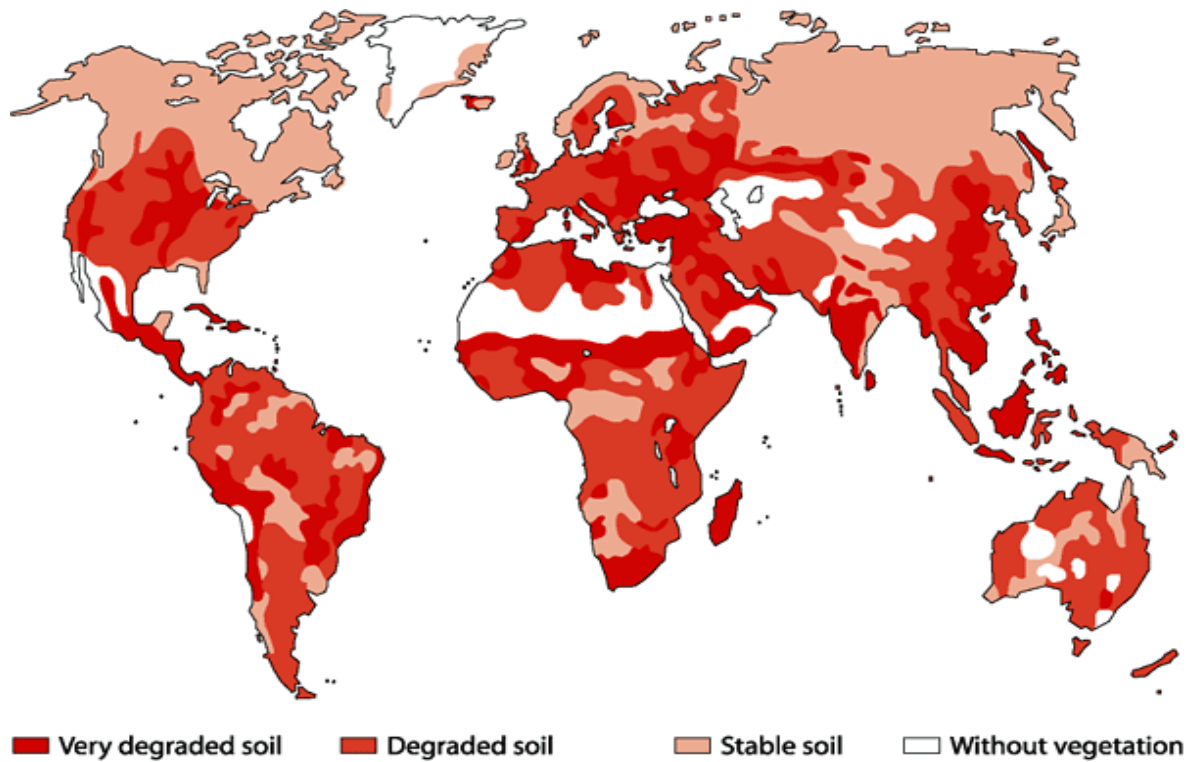 Very degraded soil
Degraded soil
Stable soil
Without vegetation